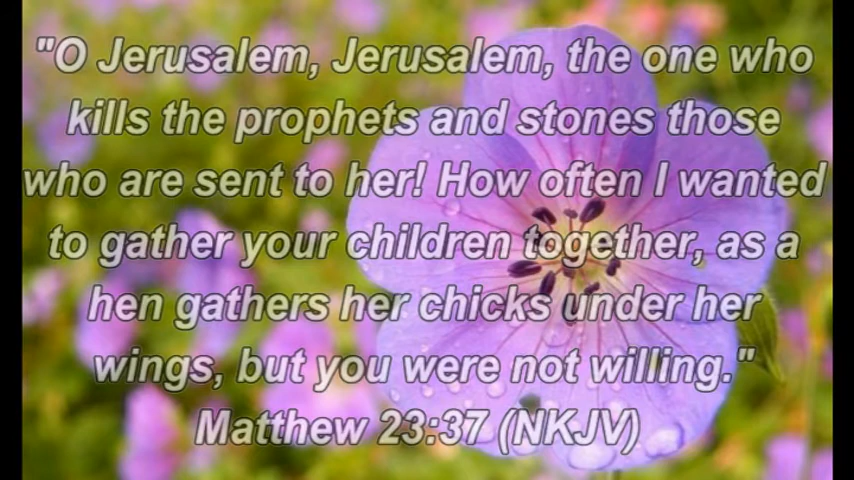 "O Jerusalem, Jerusalem, the one who
kills the prophets and stones those
who are sent to her! How often I wanted
to gather your children together, as a
hen gathers her chicks under her
wings, but you were not willing."
Matthew 23:37 (NKJV)